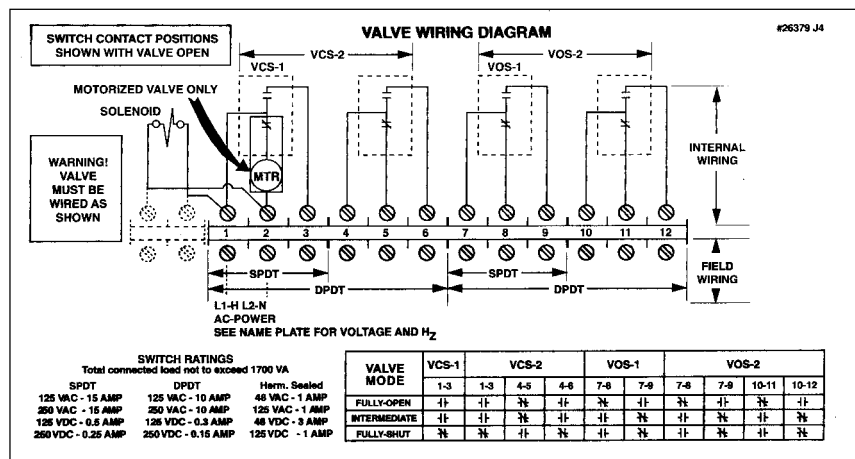 VALVE WIRING DIAGRAM
#26379 J4
SWITCH CONTACT POSITIONS
SHOWN WITH VALVE OPEN
VCS-2
VOS-2
VCS-1
VOS-1
MOTORIZED VALVE ONLY
SOLENOID
WARNING!
VALVE
MUST BE
WIRED AS
SHOWN
MTR
INTERNAL
WIRING
1 2 3 4 5 6 7 8 9 10 11 12
SPDT
SPDT
DPDT
DPDT
FIELD
WIRING
L1-H L2-N
AC-POWER
SEE NAME PLATE FOR VOLTAGE AND HZ
SWITCH RATINGS
Total connected load not to exceed 1700 VA
SPDT DPDT Herm. Sealed
125 VAC - 15 AMP 125 VAC - 10 AMP 48 VAC - 1 AMP
250 VAC - 15 AMP 250 VAC - 10 AMP 125 VAC - 1 AMP
125 VDC - 0.5 AMP 125 VDC - 0.3 AMP 48 VDC - 3 AMP
250 VDC - 0.25 AMP 250 VDC - 0.15 AMP 125 VDC - 1 AMP
VALVE MODE VCS-1 VCS-2 VOS-1 VOS-2
1-3 1-3 4-5 4-6 7-8 7-9 7-8 7-9 10-11 10-12
FULLY-OPEN
INTERMEDIATE
FULLY-SHUT